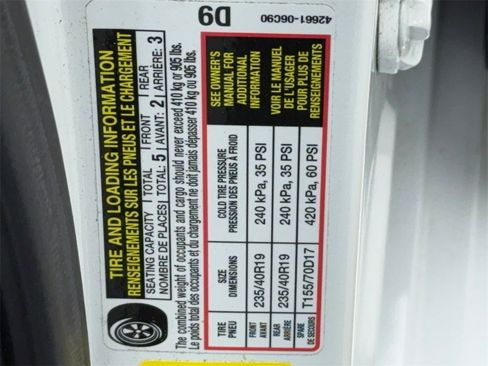 TIRE AND LOADING INFORMATION
RENSEIGNEMENTS SUR LES PNEUS ET LE CHARGEMENT
SEATING CAPACITY | TOTAL 5 | FRONT 2 | REAR 3
NOMBRE DE PLACES | TOTAL: 5 | AVANT: 2 | ARRIÈRE: 3
The combined weight of occupants and cargo should never exceed 410 kg or 905 lbs.
Le poids total des occupants et du chargement ne doit jamais dépasser 410 kg ou 905 lbs.
TIRE SIZE COLD TIRE PRESSURE
PNEU DIMENSIONS PRESSION DES PNEUS À FROID
FRONT
AVANT 235/40R19 240 kPa, 35 PSI
REAR
ARRIÈRE 235/40R19 240 kPa, 35 PSI
SPARE
DE SECOURS T155/70D17 420 kPa, 60 PSI
SEE OWNER'S
MANUAL FOR
ADDITIONAL
INFORMATION
VOIR LE MANUEL
DE L'USAGER
POUR PLUS DE
RENSEIGNEMENTS
D9
42661-06C90